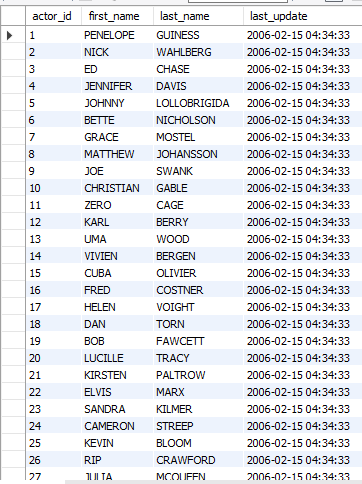 actor_id first_name last_name last_update
1 PENELOPE GUINESS 2006-02-15 04:34:33
2 NICK WAHLBERG 2006-02-15 04:34:33
3 ED CHASE 2006-02-15 04:34:33
4 JENNIFER DAVIS 2006-02-15 04:34:33
5 JOHNNY LOLLOBRIGIDA 2006-02-15 04:34:33
6 BETTE NICHOLSON 2006-02-15 04:34:33
7 GRACE MOSTEL 2006-02-15 04:34:33
8 MATTHEW JOHANSSON 2006-02-15 04:34:33
9 JOE SWANK 2006-02-15 04:34:33
10 CHRISTIAN GABLE 2006-02-15 04:34:33
11 ZERO CAGE 2006-02-15 04:34:33
12 KARL BERRY 2006-02-15 04:34:33
13 UMA WOOD 2006-02-15 04:34:33
14 VIVIEN BERGEN 2006-02-15 04:34:33
15 CUBA OLIVIER 2006-02-15 04:34:33
16 FRED COSTNER 2006-02-15 04:34:33
17 HELEN VOIGHT 2006-02-15 04:34:33
18 DAN TORN 2006-02-15 04:34:33
19 BOB FAWCETT 2006-02-15 04:34:33
20 LUCILLE TRACY 2006-02-15 04:34:33
21 KIRSTEN PALTROW 2006-02-15 04:34:33
22 ELVIS MARX 2006-02-15 04:34:33
23 SANDRA KILMER 2006-02-15 04:34:33
24 CAMERON STREEP 2006-02-15 04:34:33
25 KEVIN BLOOM 2006-02-15 04:34:33
26 RIP CRAWFORD 2006-02-15 04:34:33
27 JULIA MCQUEEN 2006-02-15 04:34:33